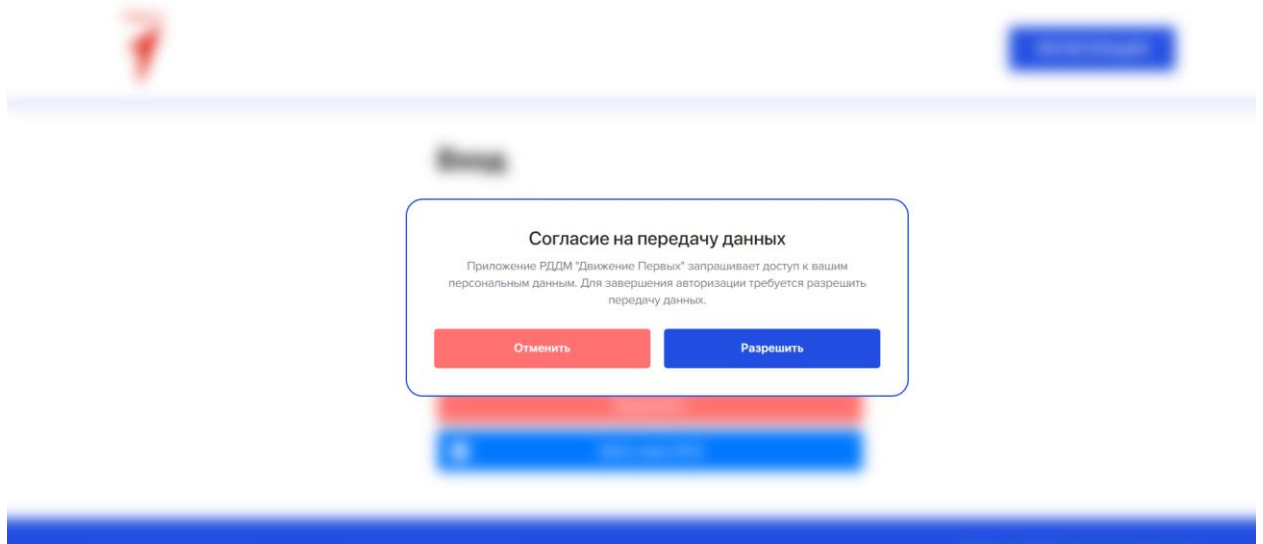 Вход
Согласие на передачу данных
Приложение РДДМ "Движение Первых" запрашивает доступ к вашим
персональным данным. Для завершения авторизации требуется разрешить
передачу данных.
Отменить
Разрешить